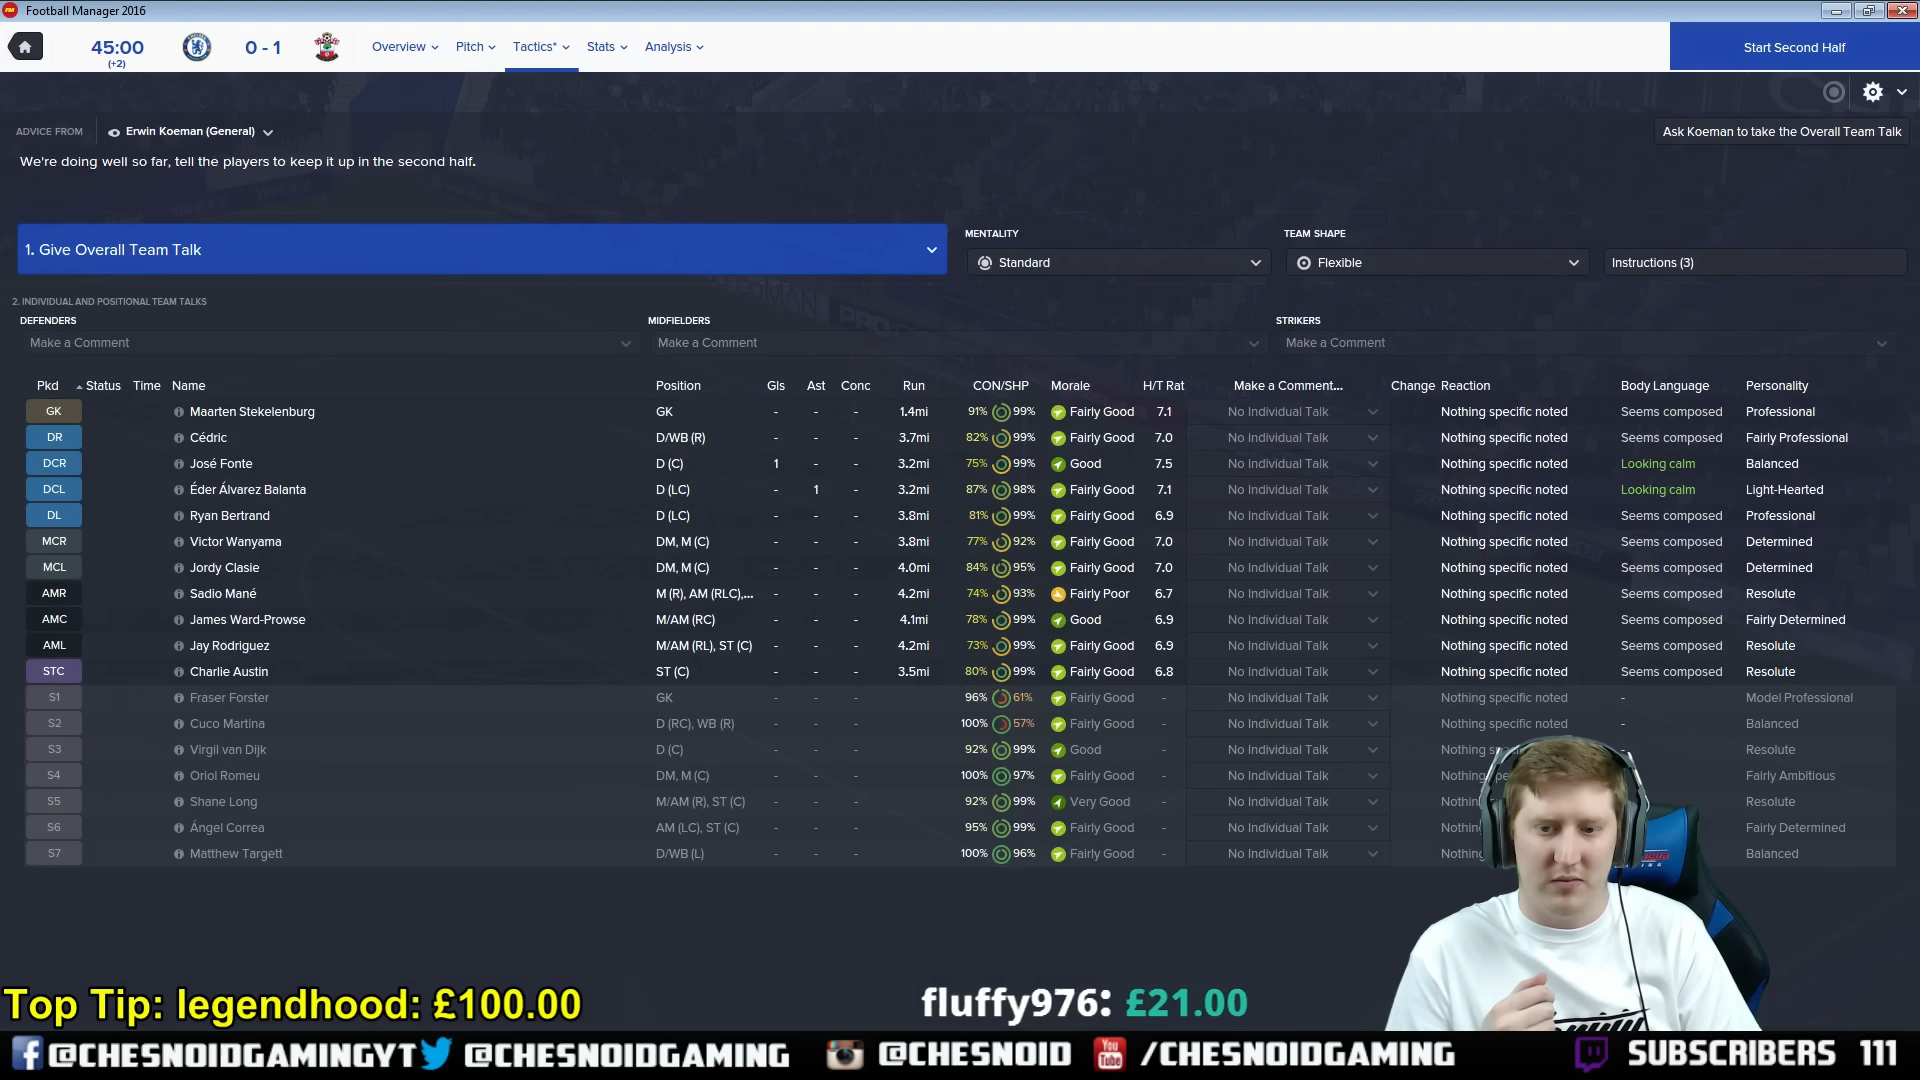 Football Manager 2016
45:00
(+2)
0 - 1
Overview
Pitch
Tactics*
Stats
Analysis
Start Second Half
ADVICE FROM
Erwin Koeman (General)
Ask Koeman to take the Overall Team Talk
We're doing well so far, tell the players to keep it up in the second half.
1. Give Overall Team Talk
MENTALITY
Standard
TEAM SHAPE
Flexible
Instructions (3)
2. INDIVIDUAL AND POSITIONAL TEAM TALKS
DEFENDERS
Make a Comment
MIDFIELDERS
Make a Comment
STRIKERS
Make a Comment
Pkd Status Time Name Position Gls Ast Conc Run CON/SHP Morale H/T Rat Make a Comment... Change Reaction Body Language Personality
GK Maarten Stekelenburg GK - - - 1.4mi 91% 99% Fairly Good 7.1 No Individual Talk Nothing specific noted Seems composed Professional
DR Cédric D/WB (R) - - - 3.7mi 82% 99% Fairly Good 7.0 No Individual Talk Nothing specific noted Seems composed Fairly Professional
DCR José Fonte D (C) 1 - - 3.2mi 75% 99% Good 7.5 No Individual Talk Nothing specific noted Looking calm Balanced
DCL Éder Álvarez Balanta D (LC) - 1 - 3.2mi 87% 98% Fairly Good 7.1 No Individual Talk Nothing specific noted Looking calm Light-Hearted
DL Ryan Bertrand D (LC) - - - 3.8mi 81% 99% Fairly Good 6.9 No Individual Talk Nothing specific noted Seems composed Professional
MCR Victor Wanyama DM, M (C) - - - 3.8mi 77% 92% Fairly Good 7.0 No Individual Talk Nothing specific noted Seems composed Determined
MCL Jordy Clasie DM, M (C) - - - 4.0mi 84% 95% Fairly Good 7.0 No Individual Talk Nothing specific noted Seems composed Determined
AMR Sadio Mané M (R), AM (RLC),... - - - 4.2mi 74% 93% Fairly Poor 6.7 No Individual Talk Nothing specific noted Seems composed Resolute
AMC James Ward-Prowse M/AM (RC) - - - 4.1mi 78% 99% Good 6.9 No Individual Talk Nothing specific noted Seems composed Fairly Determined
AML Jay Rodriguez M/AM (RL), ST (C) - - - 4.2mi 73% 99% Fairly Good 6.9 No Individual Talk Nothing specific noted Seems composed Resolute
STC Charlie Austin ST (C) - - - 3.5mi 80% 99% Fairly Good 6.8 No Individual Talk Nothing specific noted Seems composed Resolute
S1 Fraser Forster GK - - - 96% 61% Fairly Good - No Individual Talk Nothing specific noted - Model Professional
S2 Cuco Martina D (RC), WB (R) - - - 100% 57% Fairly Good - No Individual Talk Nothing specific noted - Balanced
S3 Virgil van Dijk D (C) - - - 92% 99% Good - No Individual Talk Nothing Resolute
S4 Oriol Romeu DM, M (C) - - - 100% 97% Fairly Good - No Individual Talk Nothing Fairly Ambitious
S5 Shane Long M/AM (R), ST (C) - - - 92% 99% Very Good - No Individual Talk Resolute
S6 Ángel Correa AM (LC), ST (C) - - - 95% 99% Fairly Good - No Individual Talk Fairly Determined
S7 Matthew Targett D/WB (L) - - - 100% 96% Fairly Good - No Individual Talk Balanced
Top Tip: legendhood: £100.00
fluffy976: £21.00
@CHESNOIDGAMINGYT @CHESNOIDGAMING @CHESNOID You Tube /CHESNOIDGAMING SUBSCRIBERS 111